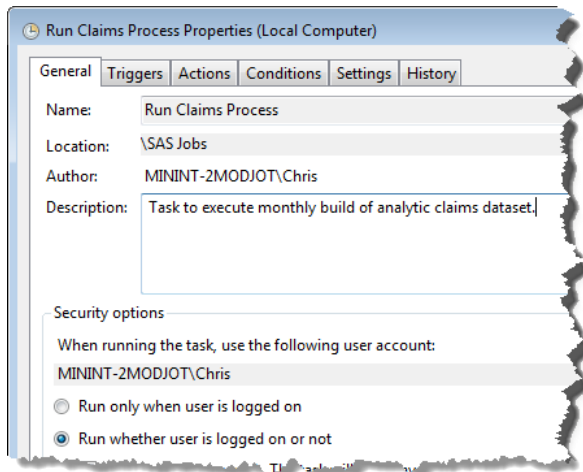 Run Claims Process Properties (Local Computer)
General Triggers Actions Conditions Settings History
Name: Run Claims Process
Location: \SAS Jobs
Author: MININT-2MODJOT\Chris
Description: Task to execute monthly build of analytic claims dataset.
Security options
When running the task, use the following user account:
MININT-2MODJOT\Chris
Run only when user is logged on
Run whether user is logged on or not